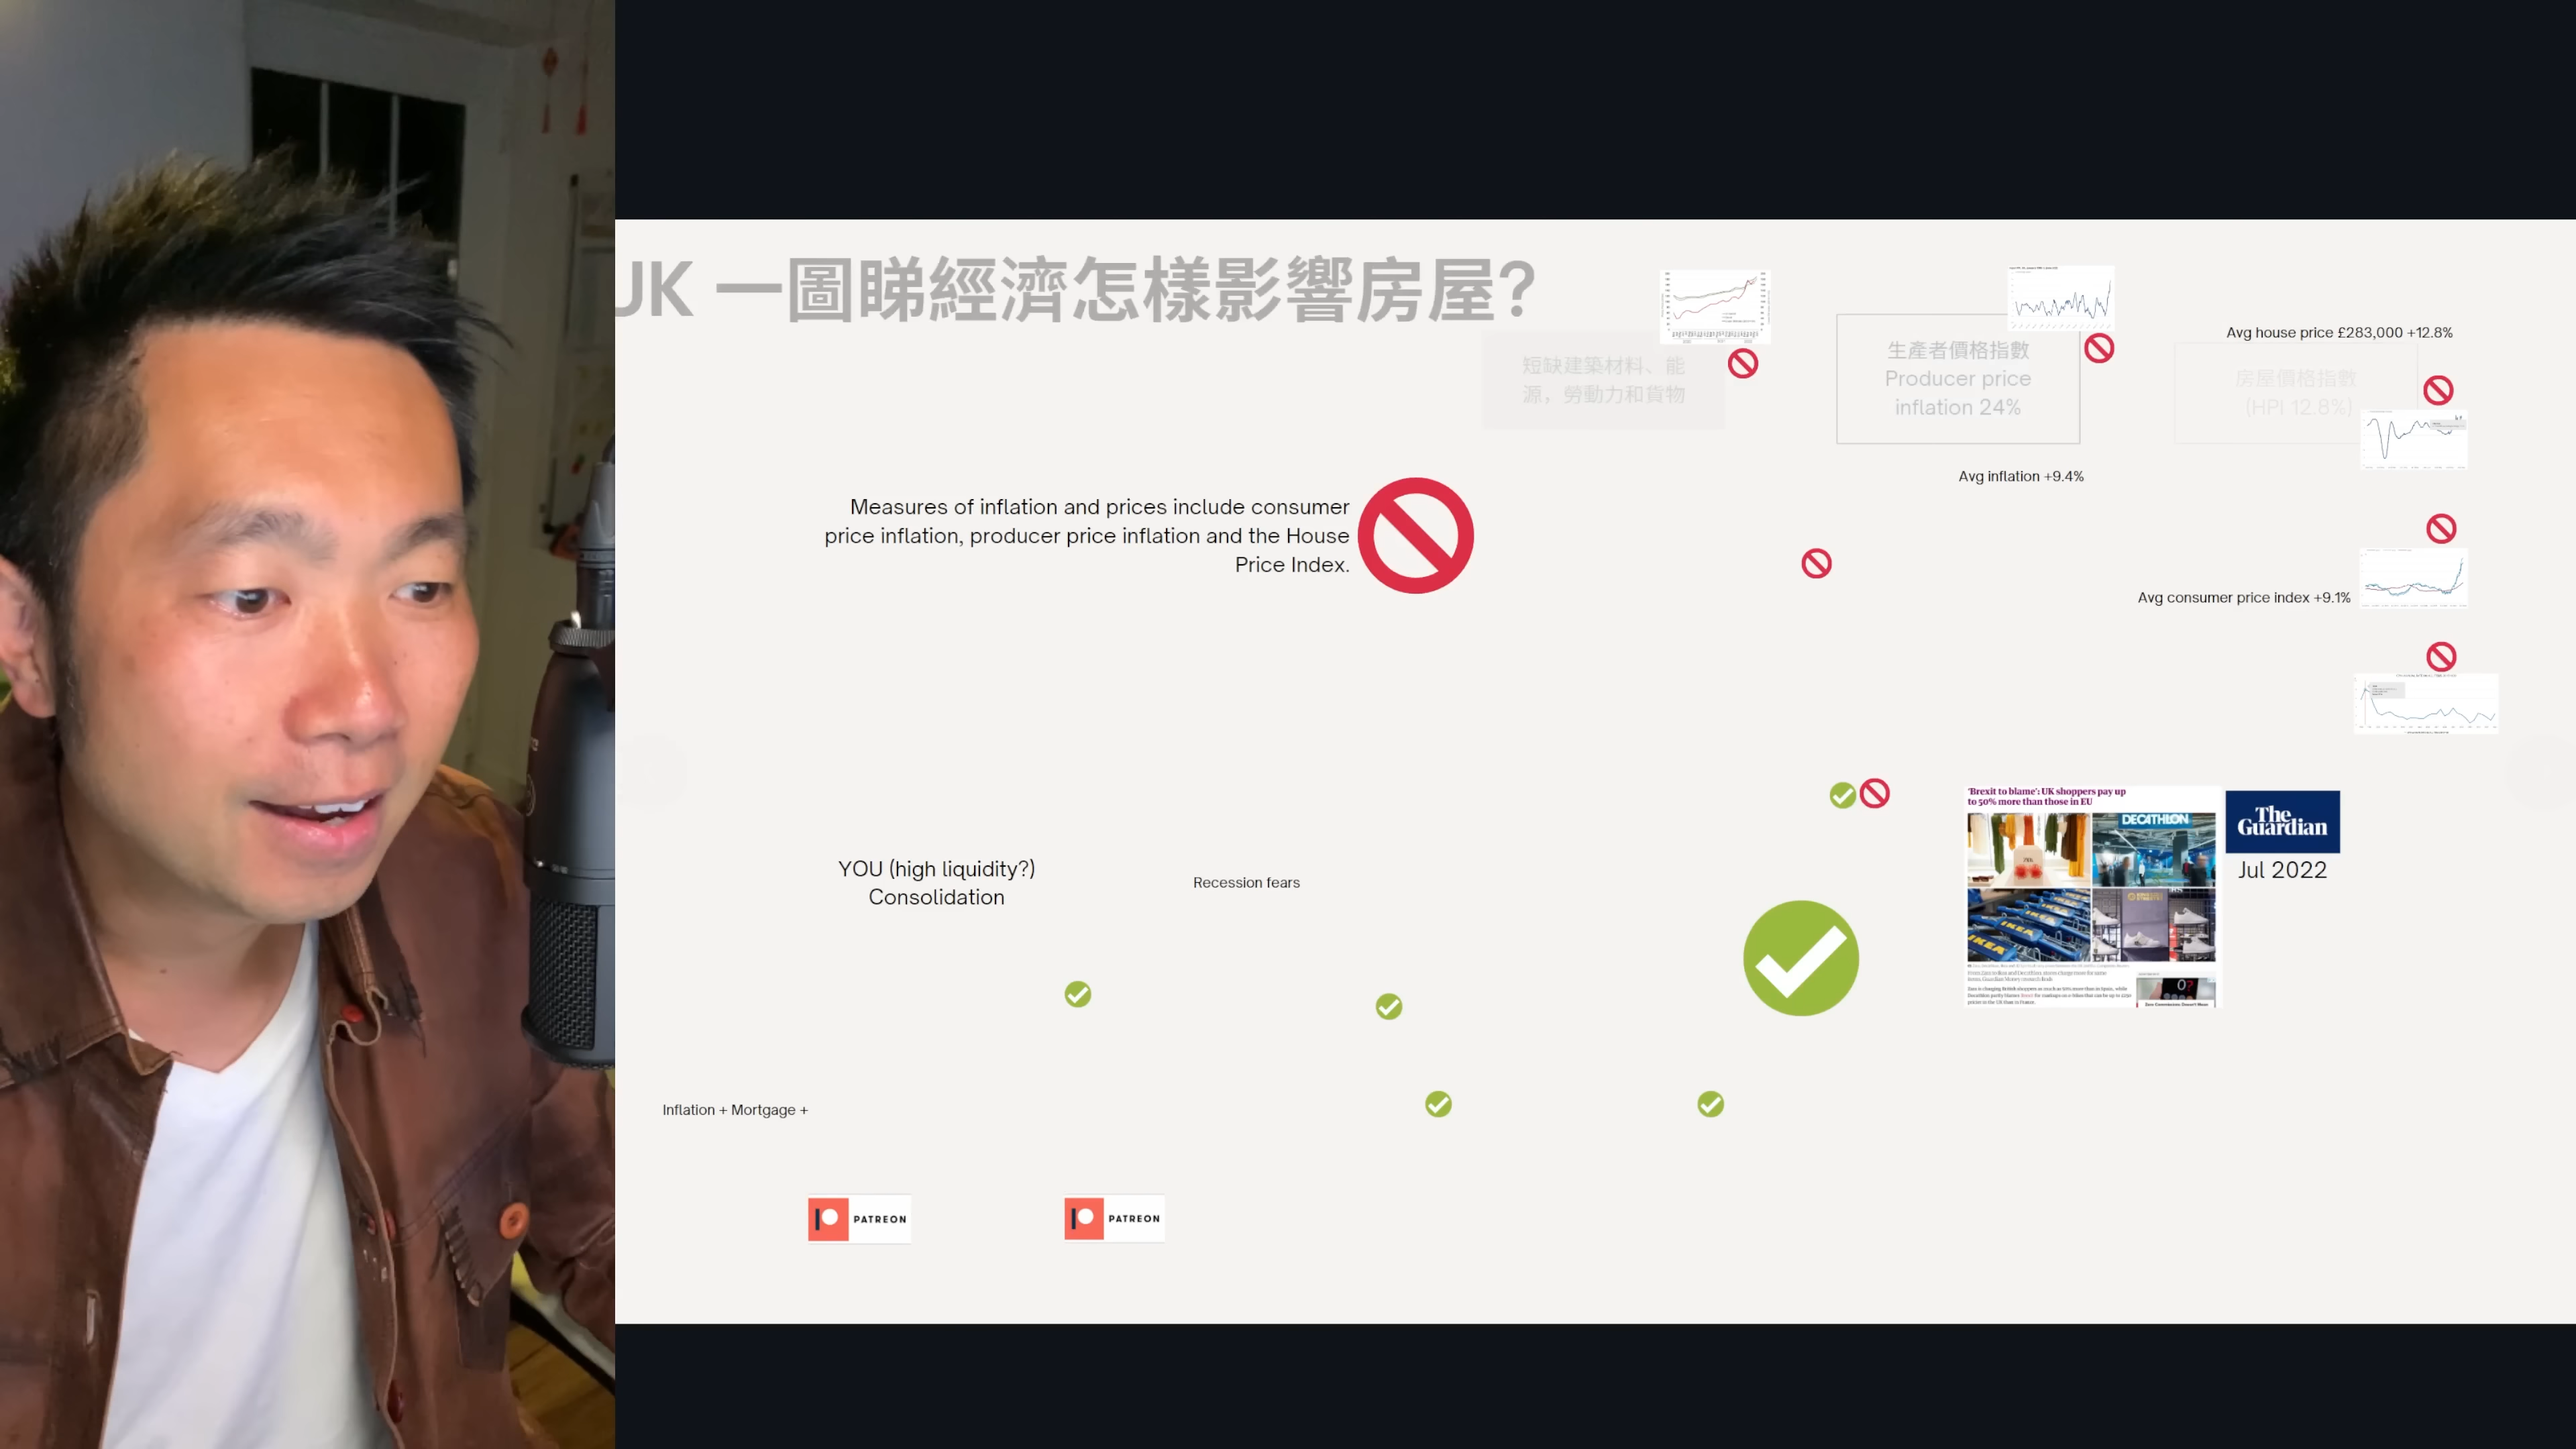 UK 一圖睇經濟怎樣影響房屋?
短缺建築材料、能
源，勞動力和貨物
生產者價格指數
Producer price
inflation 24%
Avg house price £283,000 +12.8%
房屋價格指數
(HPI 12.8%)
Avg inflation +9.4%
Measures of inflation and prices include consumer
price inflation, producer price inflation and the House
Price Index.
Avg consumer price index +9.1%
'Brexit to blame': UK shoppers pay up
to 50% more than those in EU
DECATHLON
IKEA
IKEA
IKEA
The
Guardian
Jul 2022
YOU (high liquidity?)
Consolidation
Recession fears
Inflation + Mortgage +
PATREON
PATREON